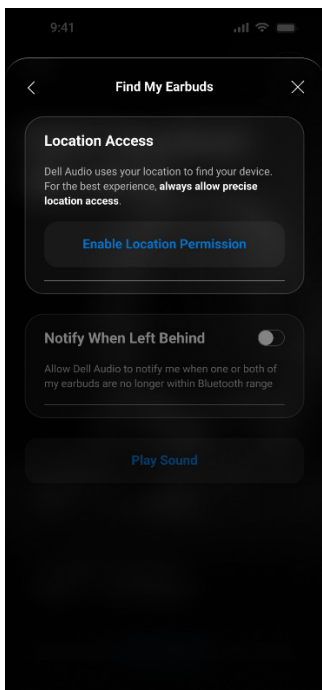 9:41
Find My Earbuds
Location Access
Dell Audio uses your location to find your device.
For the best experience, always allow precise
location access.
Enable Location Permission
Notify When Left Behind
Allow Dell Audio to notify me when one or both of
my earbuds are no longer within Bluetooth range
Play Sound